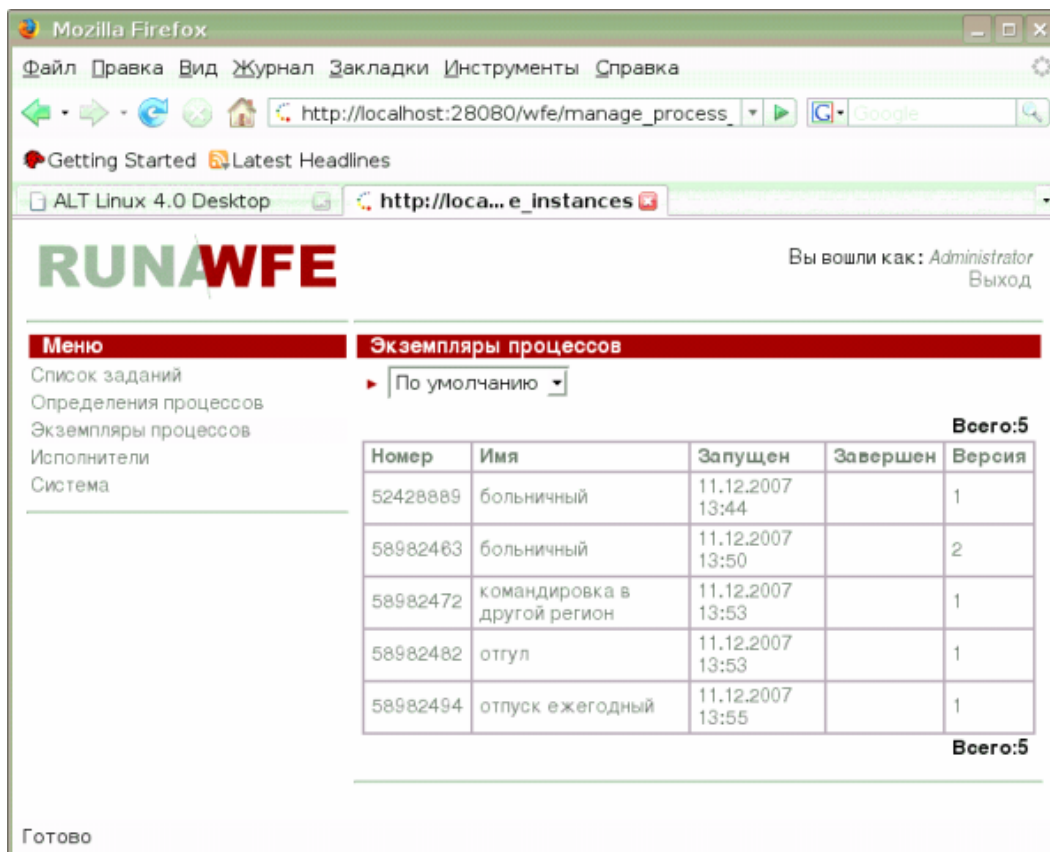 Mozilla Firefox
Файл Правка Вид Журнал Закладки Инструменты Справка
http://localhost:28080/wfe/manage_process_ G Google
Getting Started Latest Headlines
ALT Linux 4.0 Desktop http://loca... e_instances
RUNAWFE
Вы вошли как: Administrator
Выход
Меню
Список заданий
Определения процессов
Экземпляры процессов
Исполнители
Система
Экземпляры процессов
По умолчанию
Всего:5
Номер Имя Запущен Завершен Версия
52428889 больничный 11.12.2007 13:44 1
58982463 больничный 11.12.2007 13:50 2
58982472 командировка в другой регион 11.12.2007 13:53 1
58982482 отгул 11.12.2007 13:53 1
58982494 отпуск ежегодный 11.12.2007 13:55 1
Всего:5
Готово